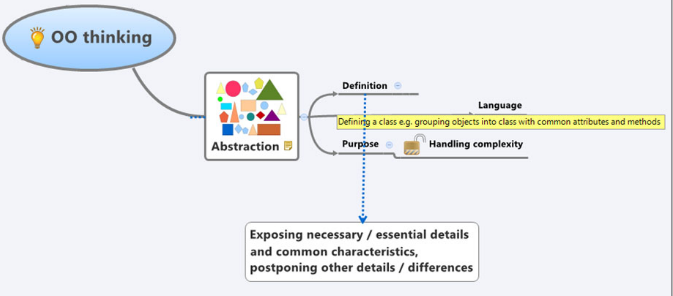 OO thinking
Definition
Language
Defining a class e.g. grouping objects into class with common attributes and methods
Abstraction
Purpose
Handling complexity
Exposing necessary / essential details
and common characteristics,
postponing other details / differences